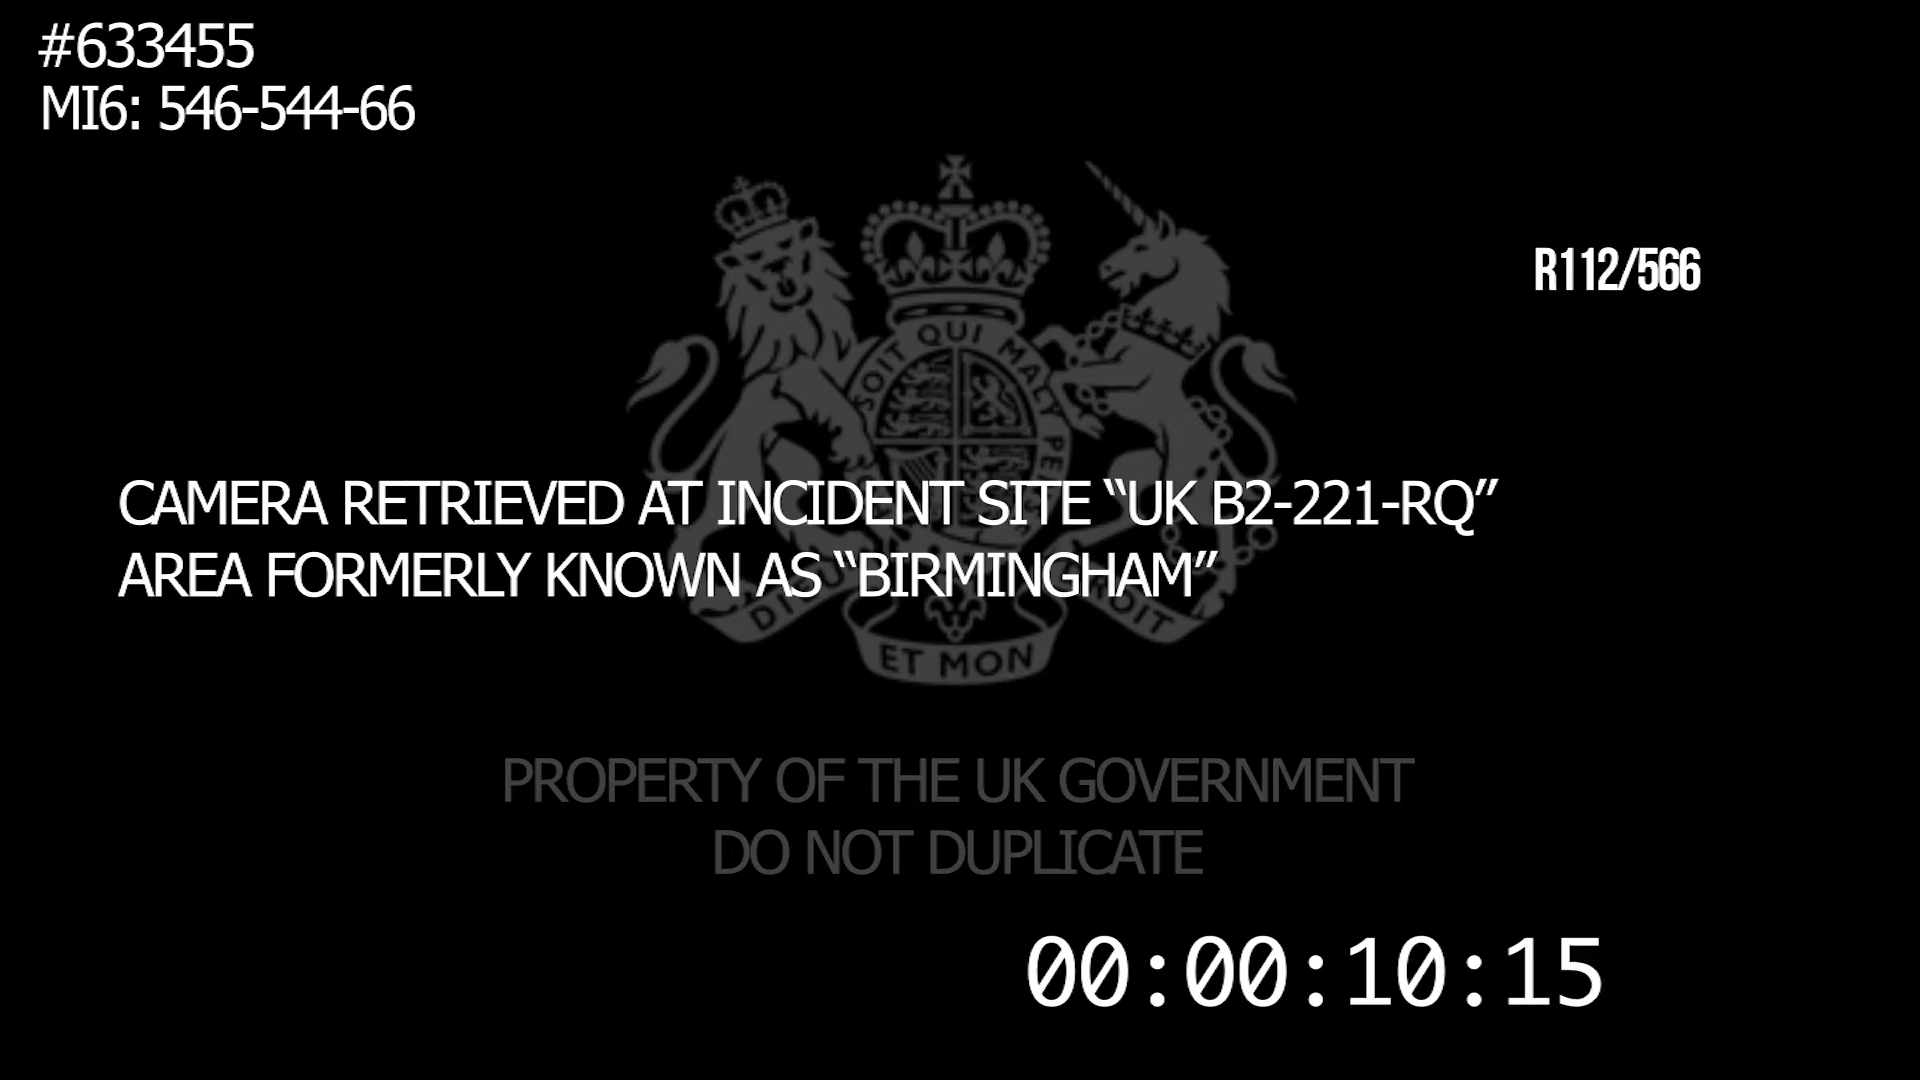 #633455
MI6: 546-544-66
R112/566
SOIT QUI MAL Y PE
CAMERA RETRIEVED AT INCIDENT SITE “UK B2-221-RQ”
AREA FORMERLY KNOWN AS “BIRMINGHAM”
ET MON
PROPERTY OF THE UK GOVERNMENT
DO NOT DUPLICATE
00:00:10:15